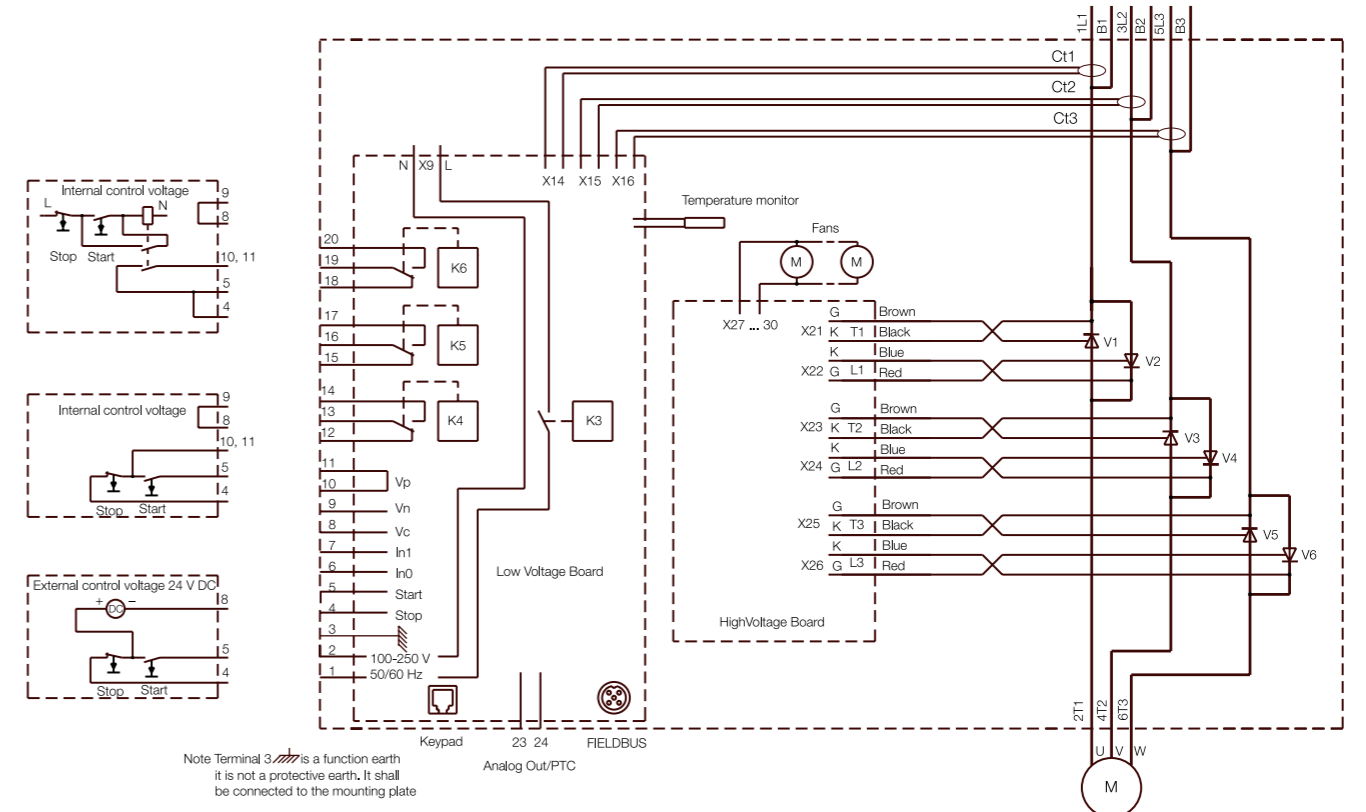 1L1
B1
3L2
B2
5L3
B3
Ct1
Ct2
Ct3
N X9 L
X14 X15 X16
Temperature monitor
Fans
M M
X27 ... 30
Internal control voltage
L N
Stop Start
9
8
10, 11
5
4
Internal control voltage
9
8
10, 11
5
4
Stop Start
External control voltage 24 V DC
+ DC −
8
5
4
Stop Start
20
19
18
K6
17
16
15
K5
14
13
12
K4
K3
11
10 Vp
9 Vn
8 Vc
7 In1
6 In0
5 Start
4 Stop
3
2 100-250 V
1 50/60 Hz
Low Voltage Board
G Brown
X21 K T1 Black
K Blue
X22 G L1 Red
V1
V2
G Brown
X23 K T2 Black
K Blue
X24 G L2 Red
V3
V4
G Brown
X25 K T3 Black
K Blue
X26 G L3 Red
V5
V6
HighVoltage Board
Keypad
23 24
Analog Out/PTC
FIELDBUS
2T1
4T2
6T3
U V W
M
Note Terminal 3 is a function earth
it is not a protective earth. It shall
be connected to the mounting plate